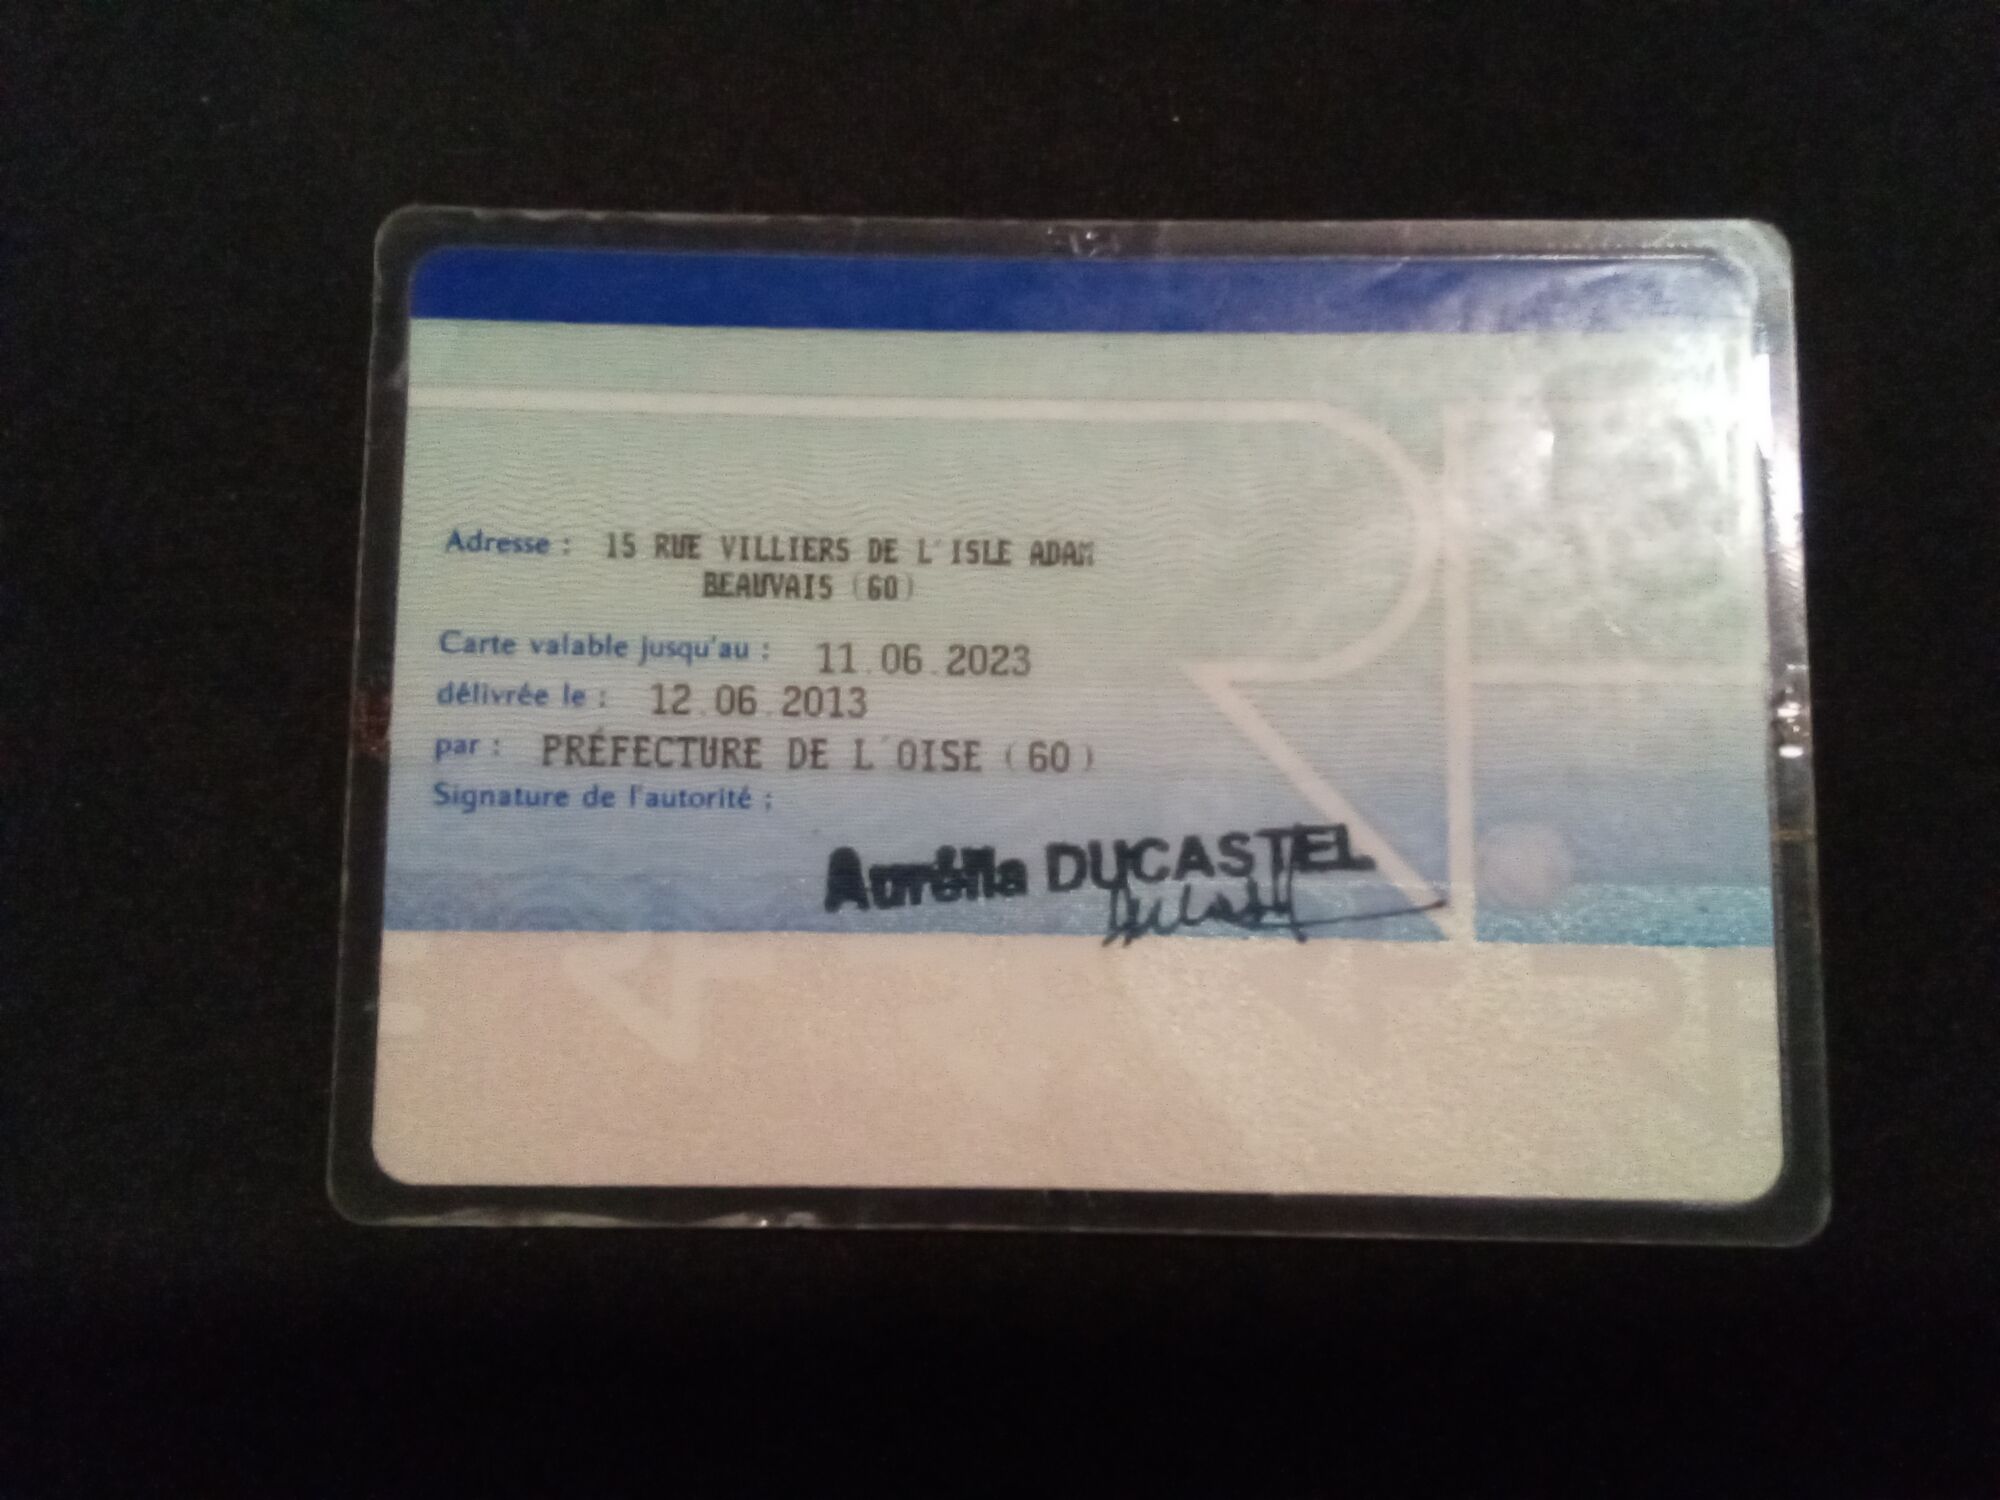 Adresse : 15 RUE VILLIERS DE L'ISLE ADAM
BEAUVAIS (60)
Carte valable jusqu'au : 11.06.2023
délivrée le : 12.06.2013
par : PRÉFECTURE DE L'OISE (60)
Signature de l'autorité :
Aurélia DUCASTEL